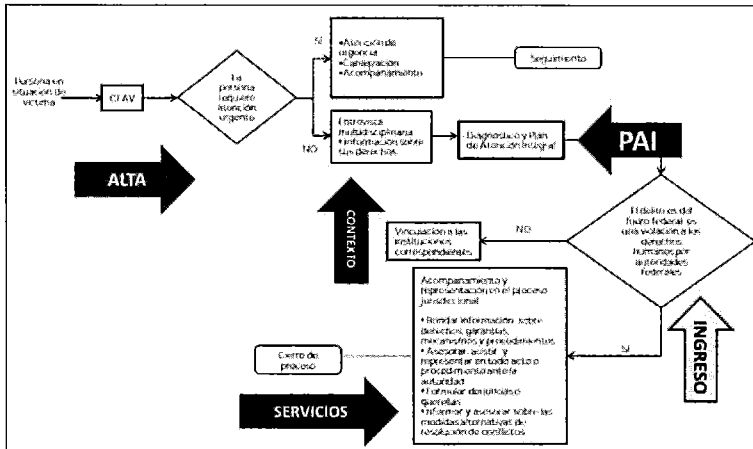 Persona en
situación de
víctima
CEAV
La
persona
requiere
atención
urgente
SI
•Atención de
urgencia
•Canalización
•Acompañamiento
Seguimiento
NO
Entrevista
multidisciplinaria
•Información sobre
sus derechos
Diagnóstico y Plan
de Atención Integral
PAI
ALTA
CONTEXTO
El delito es del
fuero federal es
una violación a los
derechos
humanos por
autoridades
federales
NO
Vinculación a las
instituciones
correspondientes
SI
INGRESO
Acompañamiento y
representación en el proceso
jurisdiccional
•Brindar información sobre
derechos, garantías,
mecanismos y procedimientos
•Asesorar, asistir y
representar en todo acto o
procedimiento ante la
autoridad
•Formular denuncias o
querellas
•Informar y asesorar sobre las
medidas alternativas de
resolución de conflictos
Cierre de
proceso
SERVICIOS